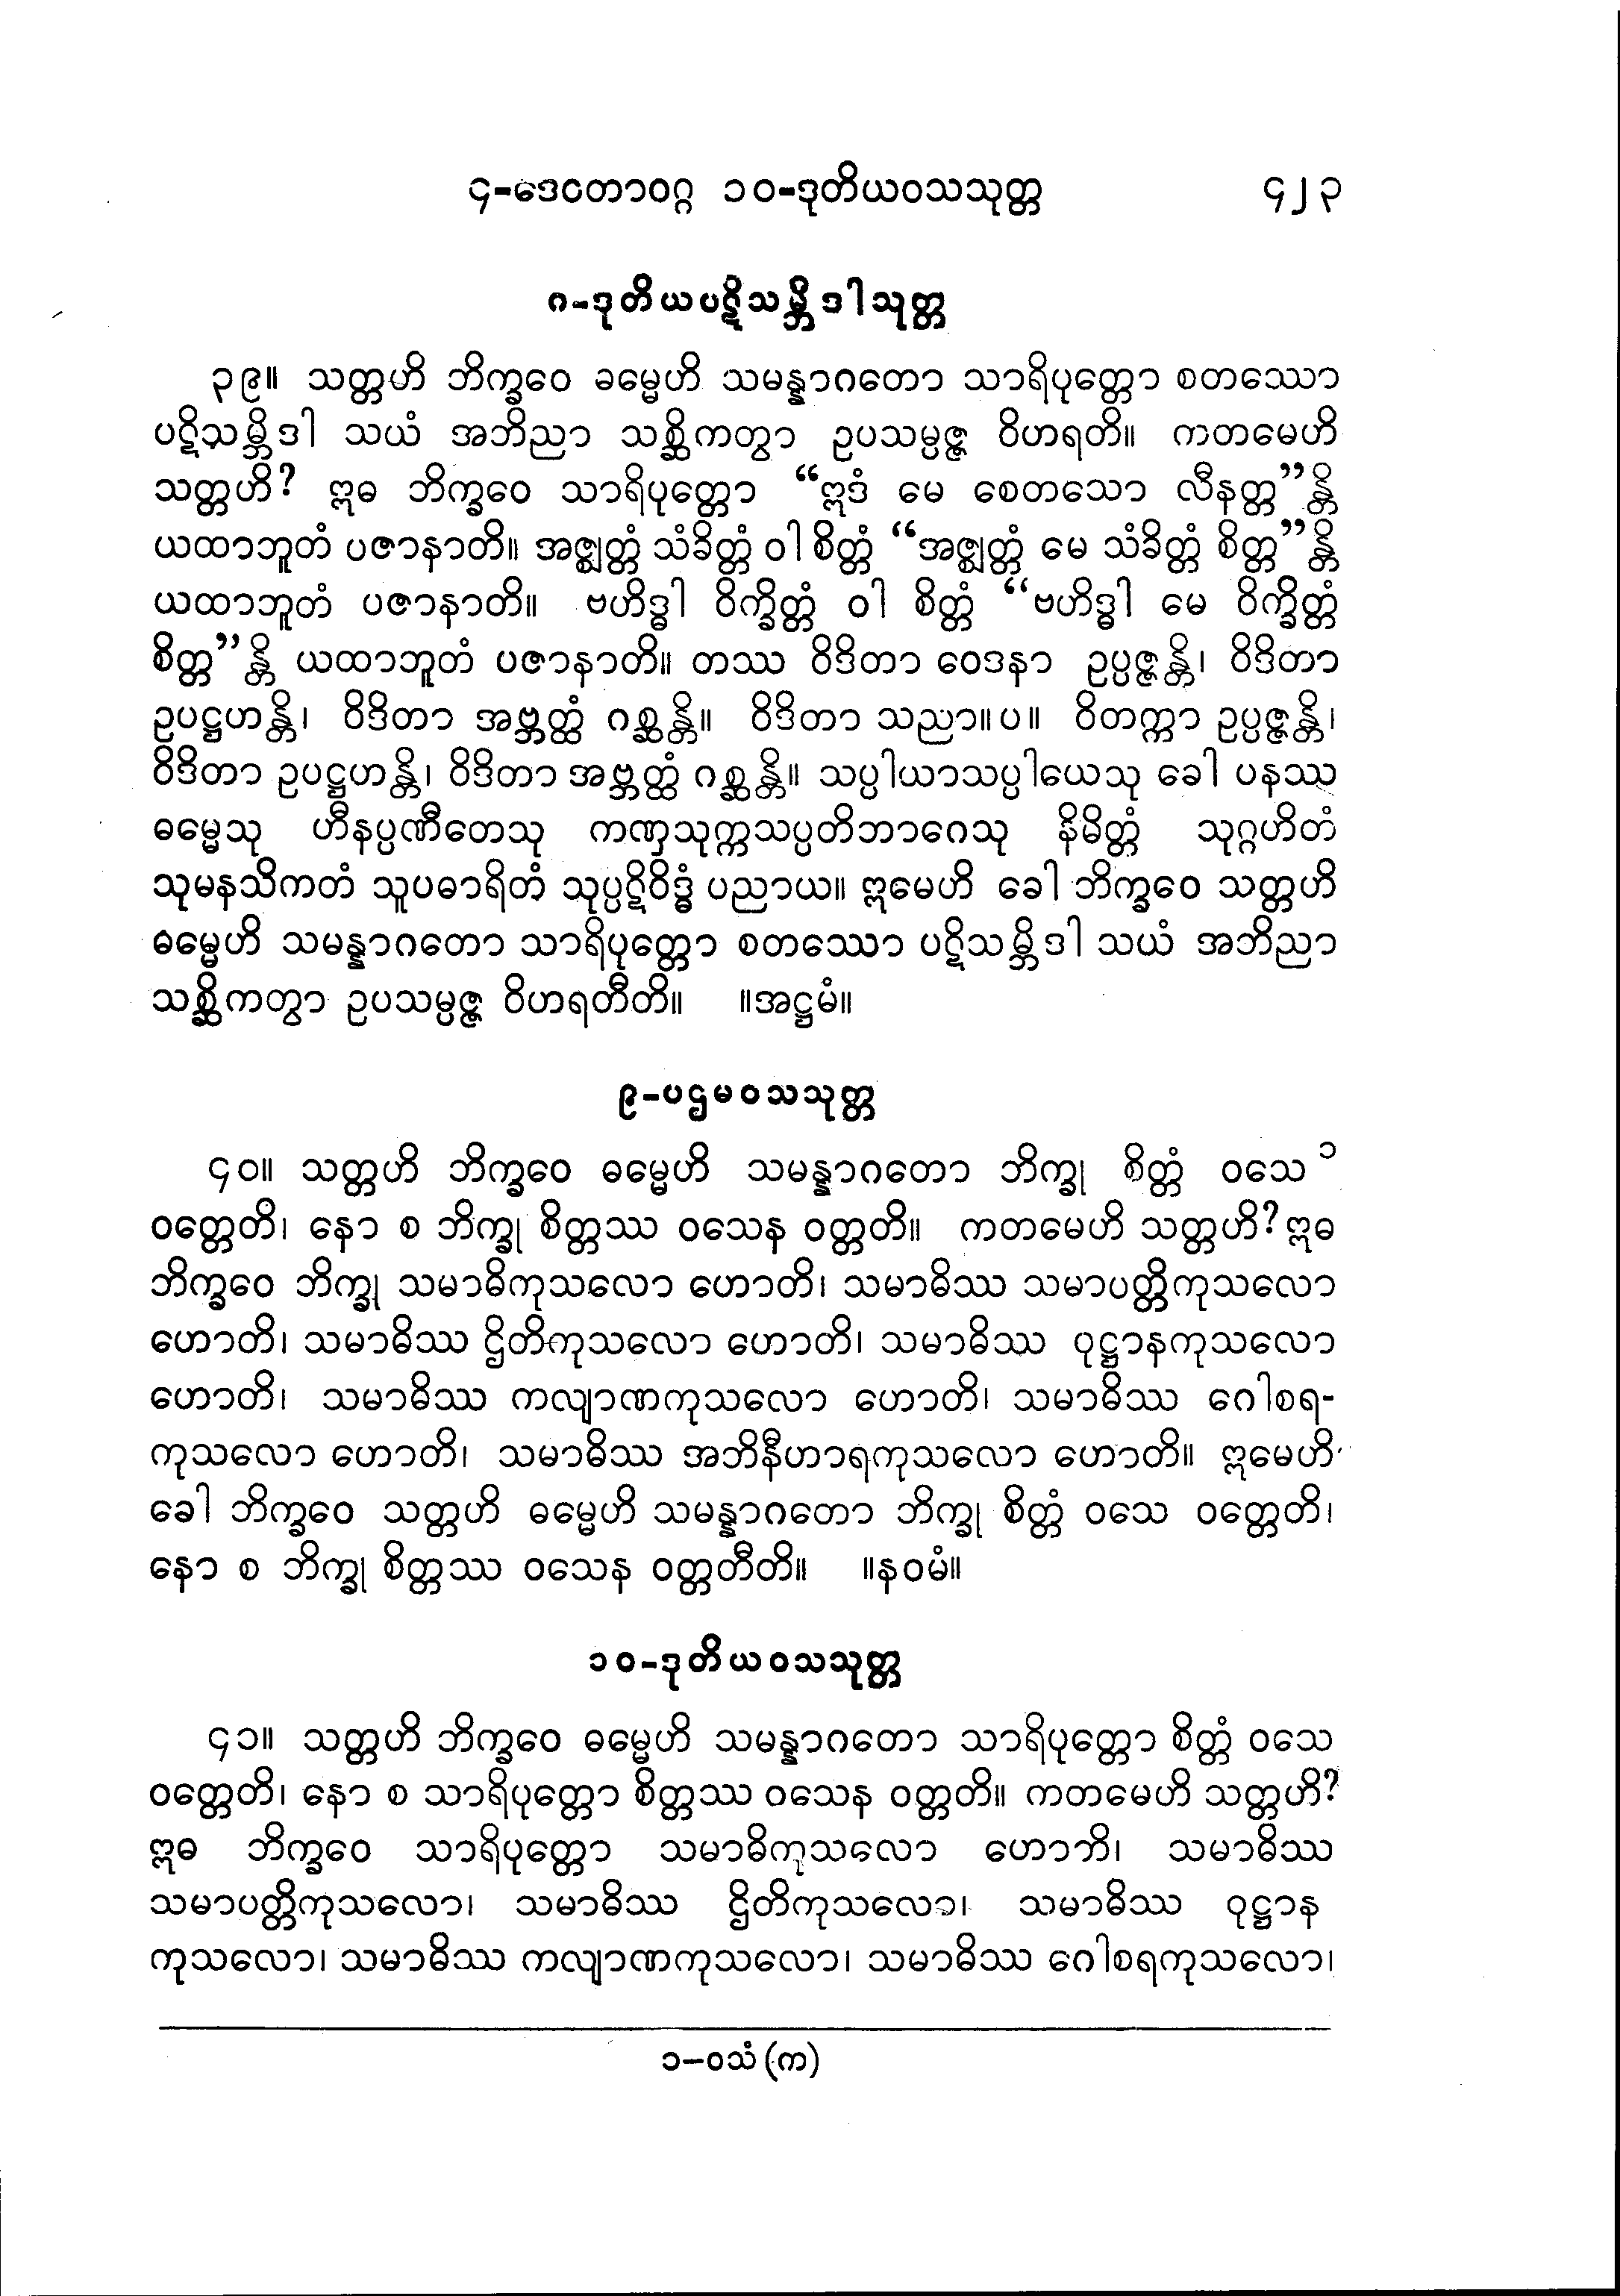 ၄-ဒေဝတာဝဂ္ဂ ၁၀-ဒုတိယဝသသုတ္တ ၄၂၃
၈-ဒုတိယပဋိသမ္ဘိဒါသုတ္တ
၃၉။ သတ္တဟိ ဘိက္ခဝေ ဓမ္မေဟိ သမန္နာဂတော သာရိပုတ္တော စတဿော
ပဋိသမ္ဘိဒါ သယံ အဘိညာ သစ္ဆိကတွာ ဥပသမ္ပဇ္ဇ ဝိဟရတိ။ ကတမေဟိ
သတ္တဟိ? ဣဓ ဘိက္ခဝေ သာရိပုတ္တော “ဣဒံ မေ စေတသော လီနတ္တ”န္တိ
ယထာဘူတံ ပဇာနာတိ။ အဇ္ဈတ္တံ သံခိတ္တံ ဝါ စိတ္တံ “အဇ္ဈတ္တံ မေ သံခိတ္တံ စိတ္တ”န္တိ
ယထာဘူတံ ပဇာနာတိ။ ဗဟိဒ္ဓါ ဝိက္ခိတ္တံ ဝါ စိတ္တံ “ဗဟိဒ္ဓါ မေ ဝိက္ခိတ္တံ
စိတ္တ”န္တိ ယထာဘူတံ ပဇာနာတိ။ တဿ ဝိဒိတာ ဝေဒနာ ဥပ္ပဇ္ဇန္တိ၊ ဝိဒိတာ
ဥပဋ္ဌဟန္တိ၊ ဝိဒိတာ အဗ္ဘတ္ထံ ဂစ္ဆန္တိ။ ဝိဒိတာ သညာ။ပ။ ဝိတက္ကာ ဥပ္ပဇ္ဇန္တိ၊
ဝိဒိတာ ဥပဋ္ဌဟန္တိ၊ ဝိဒိတာ အဗ္ဘတ္ထံ ဂစ္ဆန္တိ။ သပ္ပါယာသပ္ပါယေသု ခေါ ပနဿ
ဓမ္မေသု ဟီနပ္ပဏီတေသု ကဏှသုက္ကသပ္ပတိဘာဂေသု နိမိတ္တံ သုဂ္ဂဟိတံ
သုမနသိကတံ သူပဓာရိတံ သုပ္ပဋိဝိဒ္ဓံ ပညာယ။ ဣမေဟိ ခေါ ဘိက္ခဝေ သတ္တဟိ
ဓမ္မေဟိ သမန္နာဂတော သာရိပုတ္တော စတဿော ပဋိသမ္ဘိဒါ သယံ အဘိညာ
သစ္ဆိကတွာ ဥပသမ္ပဇ္ဇ ဝိဟရတီတိ။ ။အဋ္ဌမံ။
၉-ပဌမဝသသုတ္တ
၄၀။ သတ္တဟိ ဘိက္ခဝေ ဓမ္မေဟိ သမန္နာဂတော ဘိက္ခု စိတ္တံ ဝသေ ၁
ဝတ္တေတိ၊ နော စ ဘိက္ခု စိတ္တဿ ဝသေန ဝတ္တတိ။ ကတမေဟိ သတ္တဟိ? ဣဓ
ဘိက္ခဝေ ဘိက္ခု သမာဓိကုသလော ဟောတိ၊ သမာဓိဿ သမာပတ္တိကုသလော
ဟောတိ၊ သမာဓိဿ ဌိတိကုသလော ဟောတိ၊ သမာဓိဿ ဝုဋ္ဌာနကုသလော
ဟောတိ၊ သမာဓိဿ ကလျာဏကုသလော ဟောတိ၊ သမာဓိဿ ဂေါစရ-
ကုသလော ဟောတိ၊ သမာဓိဿ အဘိနီဟာရကုသလော ဟောတိ။ ဣမေဟိ
ခေါ ဘိက္ခဝေ သတ္တဟိ ဓမ္မေဟိ သမန္နာဂတော ဘိက္ခု စိတ္တံ ဝသေ ဝတ္တေတိ၊
နော စ ဘိက္ခု စိတ္တဿ ဝသေန ဝတ္တတီတိ။ ။နဝမံ။
၁၀-ဒုတိယဝသသုတ္တ
၄၁။ သတ္တဟိ ဘိက္ခဝေ ဓမ္မေဟိ သမန္နာဂတော သာရိပုတ္တော စိတ္တံ ဝသေ
ဝတ္တေတိ၊ နော စ သာရိပုတ္တော စိတ္တဿ ဝသေန ဝတ္တတိ။ ကတမေဟိ သတ္တဟိ?
ဣဓ ဘိက္ခဝေ သာရိပုတ္တော သမာဓိကုသလော ဟောဘိ၊ သမာဓိဿ
သမာပတ္တိကုသလော၊ သမာဓိဿ ဌိတိကုသလော၊ သမာဓိဿ ဝုဋ္ဌာန
ကုသလော၊ သမာဓိဿ ကလျာဏကုသလော၊ သမာဓိဿ ဂေါစရကုသလော၊
၁–ဝသံ (က)